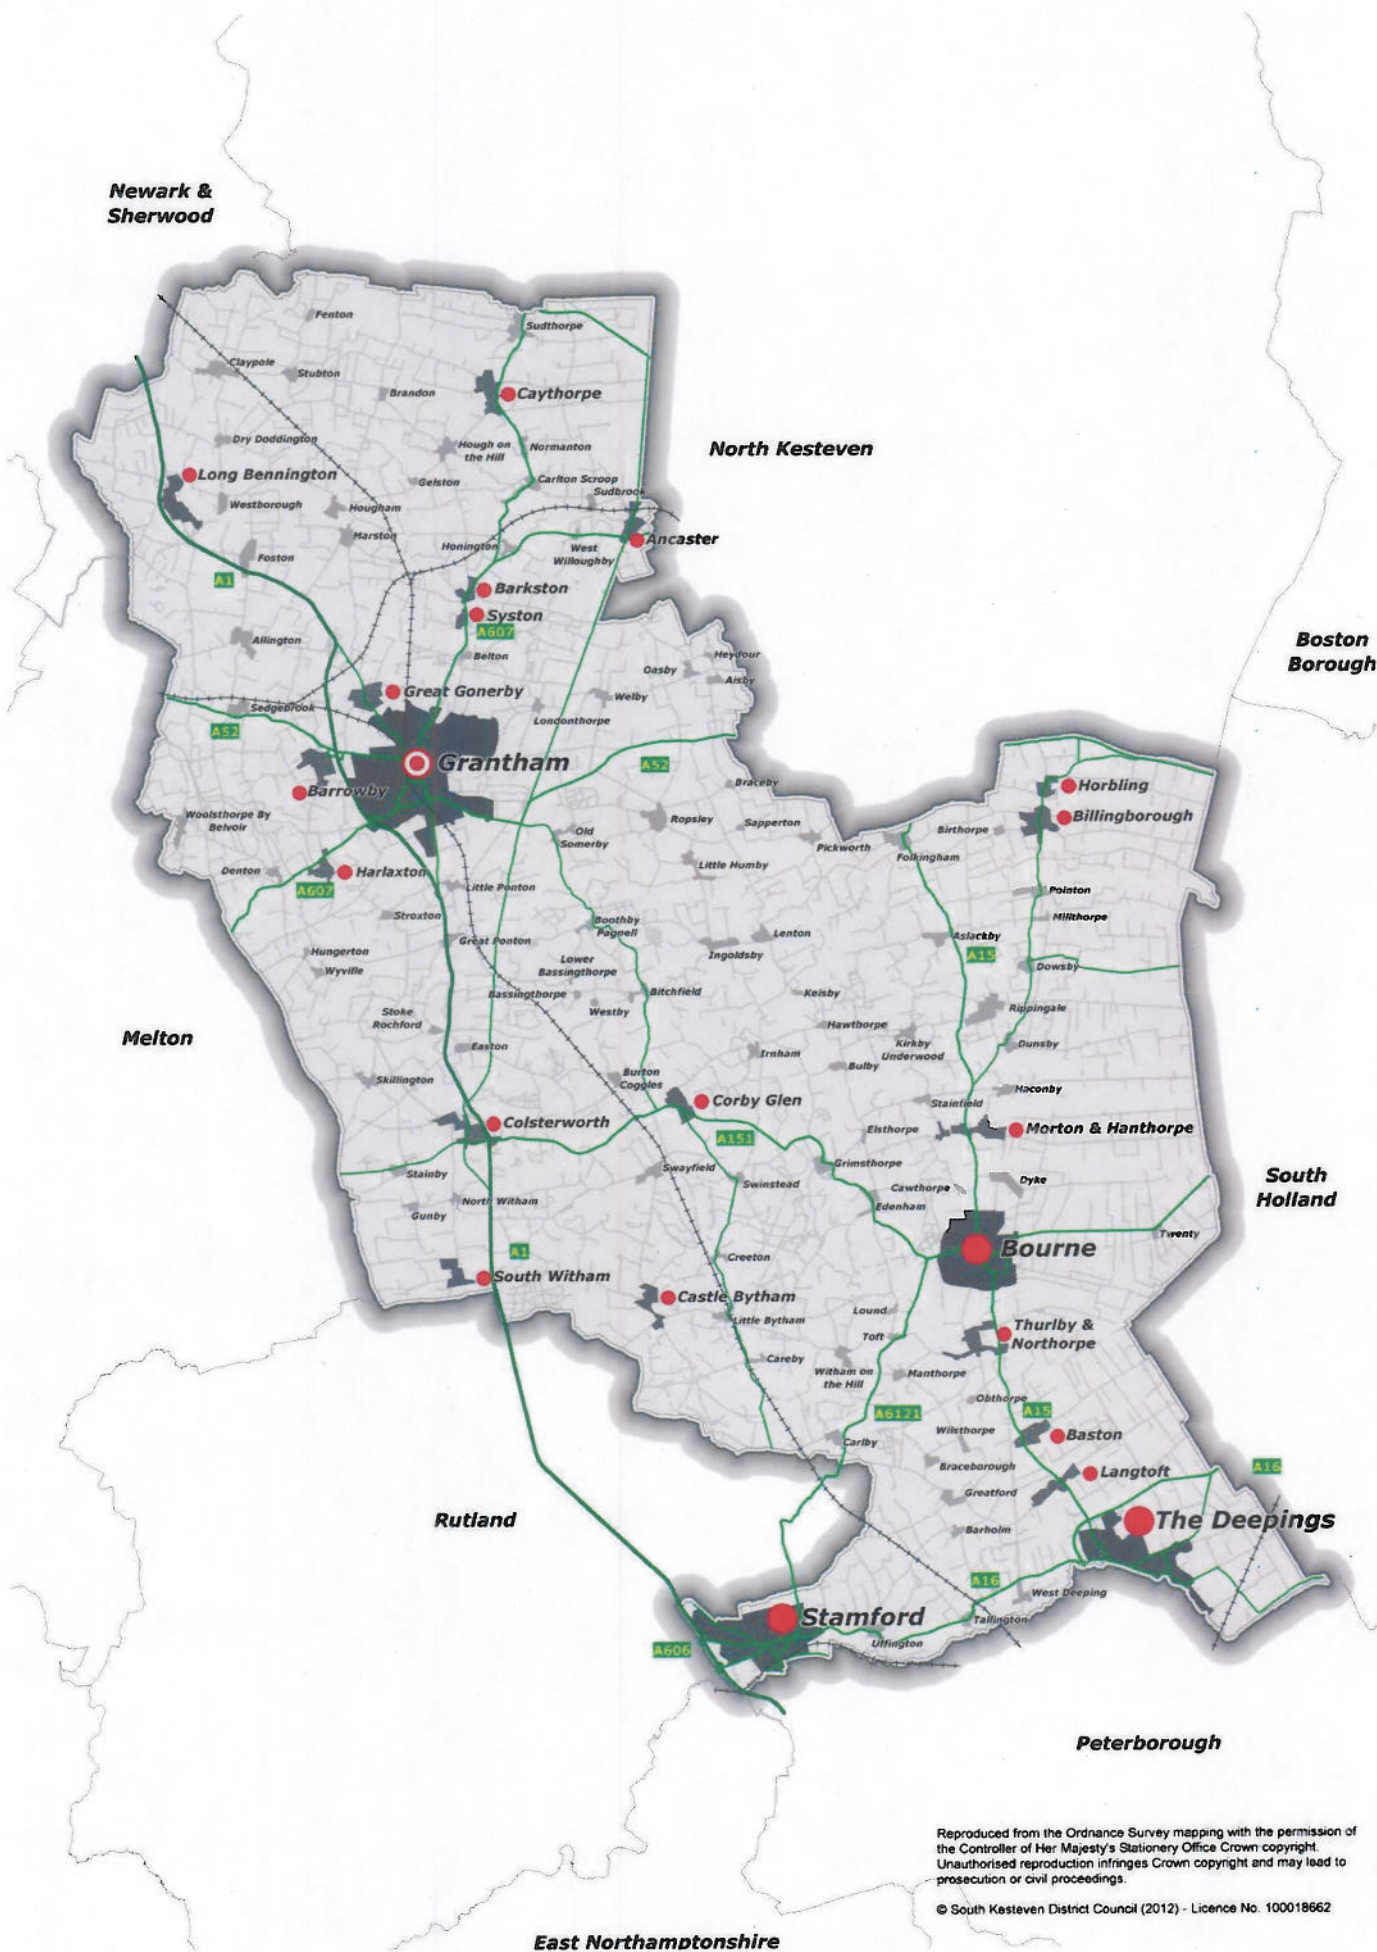 Newark &
Sherwood
Fenton
Sudthorpe
Claypole
Stubton
Brandon
Caythorpe
Dry Doddington
Hough on
the Hill
Normanton
North Kesteven
Long Bennington
Gelston
Carlton Scroop
Sudbrook
Westborough
Hougham
Marston
Honington
West
Willoughby
Ancaster
Foston
A1
Barkston
Syston
A607
Allington
Belton
Heydour
Oasby
Aisby
Boston
Borough
Great Gonerby
Welby
Sedgebrook
Londonthorpe
A52
Grantham
A52
Barrowby
Braceby
Horbling
Woolsthorpe By
Belvoir
Old
Somerby
Ropsley
Sapperton
Pickworth
Birthorpe
Billingborough
Folkingham
Denton
Harlaxton
A607
Little Humby
Little Ponton
Pointon
Stroxton
Boothby
Pagnell
Millthorpe
Great Ponton
Lenton
Aslackby
A15
Hungerton
Wyville
Lower
Bassingthorpe
Ingoldsby
Dowsby
Bassingthorpe
Westby
Bitchfield
Keisby
Rippingale
Stoke
Rochford
Hawthorpe
Kirkby
Underwood
Melton
Easton
Irnham
Bulby
Dunsby
Skillington
Burton
Coggles
Haconby
Corby Glen
Stainfield
Colsterworth
A151
Elsthorpe
Morton & Hanthorpe
Stainby
Swayfield
Swinstead
Grimsthorpe
Cawthorpe
Dyke
South
Holland
North Witham
Gunby
Edenham
Twenty
A1
Creeton
Bourne
South Witham
Castle Bytham
Little Bytham
Lound
Toft
Thurlby &
Northorpe
Careby
Witham on
the Hill
Manthorpe
Obthorpe
A6121
A15
Carlby
Wilsthorpe
Baston
Braceborough
Langtoft
A16
Greatford
Rutland
Barholm
The Deepings
A16
West Deeping
Stamford
Tallington
A606
Uffington
Peterborough
Reproduced from the Ordnance Survey mapping with the permission of
the Controller of Her Majesty's Stationery Office Crown copyright.
Unauthorised reproduction infringes Crown copyright and may lead to
prosecution or civil proceedings.
© South Kesteven District Council (2012) - Licence No. 100018662
East Northamptonshire